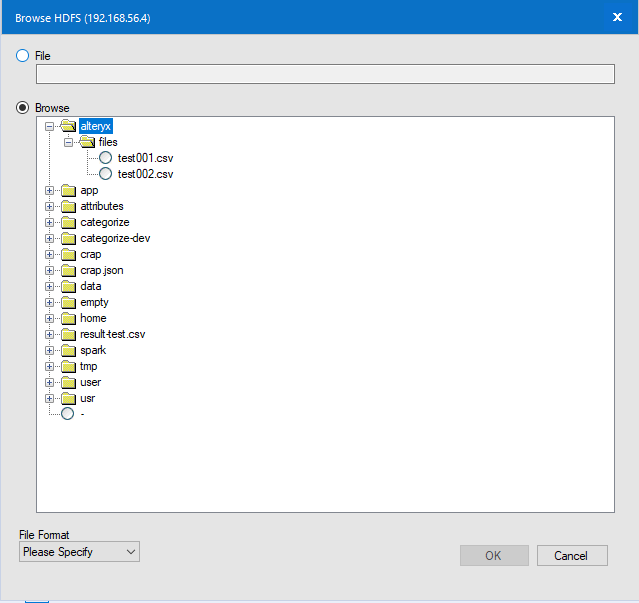 Browse HDFS (192.168.56.4)
File
Browse
alteryx
files
test001.csv
test002.csv
app
attributes
categorize
categorize-dev
crap
crap.json
data
empty
home
result-test.csv
spark
tmp
user
usr
-
File Format
Please Specify
OK
Cancel